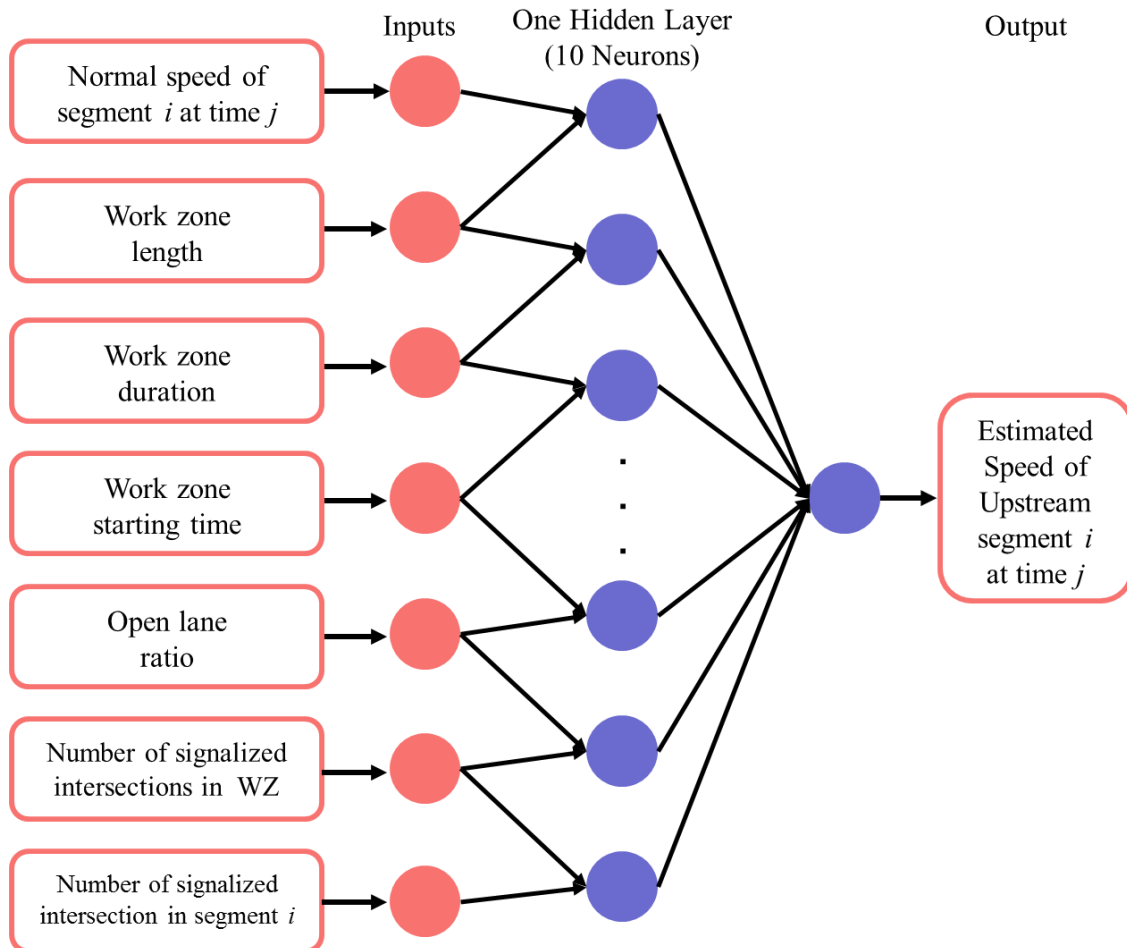 Inputs
One Hidden Layer
(10 Neurons)
Output
Normal speed of
segment i at time j
Work zone
length
Work zone
duration
Work zone
starting time
Open lane
ratio
Number of signalized
intersections in WZ
Number of signalized
intersection in segment i
Estimated
Speed of
Upstream
segment i
at time j